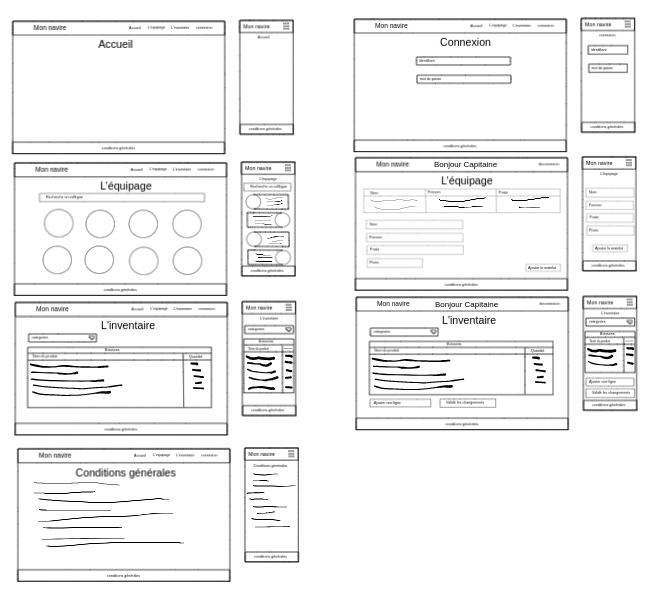 Mon navire Accueil L'équipage L'inventaire connexion
Accueil
conditions générales
Mon navire
Accueil
conditions générales
Mon navire Accueil L'équipage L'inventaire connexion
Connexion
identifiant
mot de passe
conditions générales
Mon navire
connexion
identifiant
mot de passe
conditions générales
Mon navire Accueil L'équipage L'inventaire connexion
L'équipage
Recherche un collègue
conditions générales
Mon navire
L'équipage
Recherche un collègue
conditions générales
Mon navire Bonjour Capitaine déconnexion
L'équipage
Nom Prénom Poste
Nom
Prénom
Poste
Photo
Ajouter le matelot
conditions générales
Mon navire
L'équipage
Nom
Prénom
Poste
Photo
Ajouter le matelot
conditions générales
Mon navire Accueil L'équipage L'inventaire connexion
L'inventaire
catégories
Boissons
Nom du produit Quantité
conditions générales
Mon navire
L'inventaire
catégories
Boissons
Nom du produit
conditions générales
Mon navire Bonjour Capitaine déconnexion
L'inventaire
catégories
Boissons
Nom du produit Quantité
Ajouter une ligne Valide les changements
conditions générales
Mon navire
L'inventaire
catégories
Boissons
Nom du produit
Ajouter une ligne
Valide les changements
conditions générales
Mon navire Accueil L'équipage L'inventaire connexion
Conditions générales
conditions générales
Mon navire
Conditions générales
conditions générales